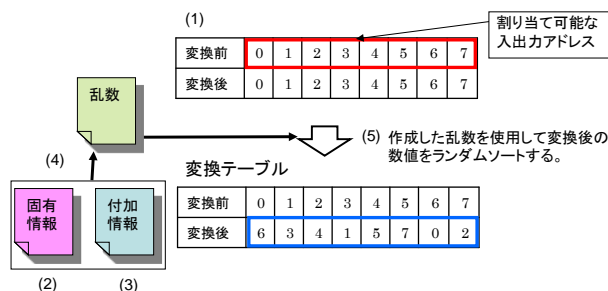 (1)
割り当て可能な
入出力アドレス
変換前 0 1 2 3 4 5 6 7
変換後 0 1 2 3 4 5 6 7
乱数
(4)
(5) 作成した乱数を使用して変換後の
数値をランダムソートする。
変換テーブル
変換前 0 1 2 3 4 5 6 7
変換後 6 3 4 1 5 7 0 2
固有
情報
付加
情報
(2)
(3)